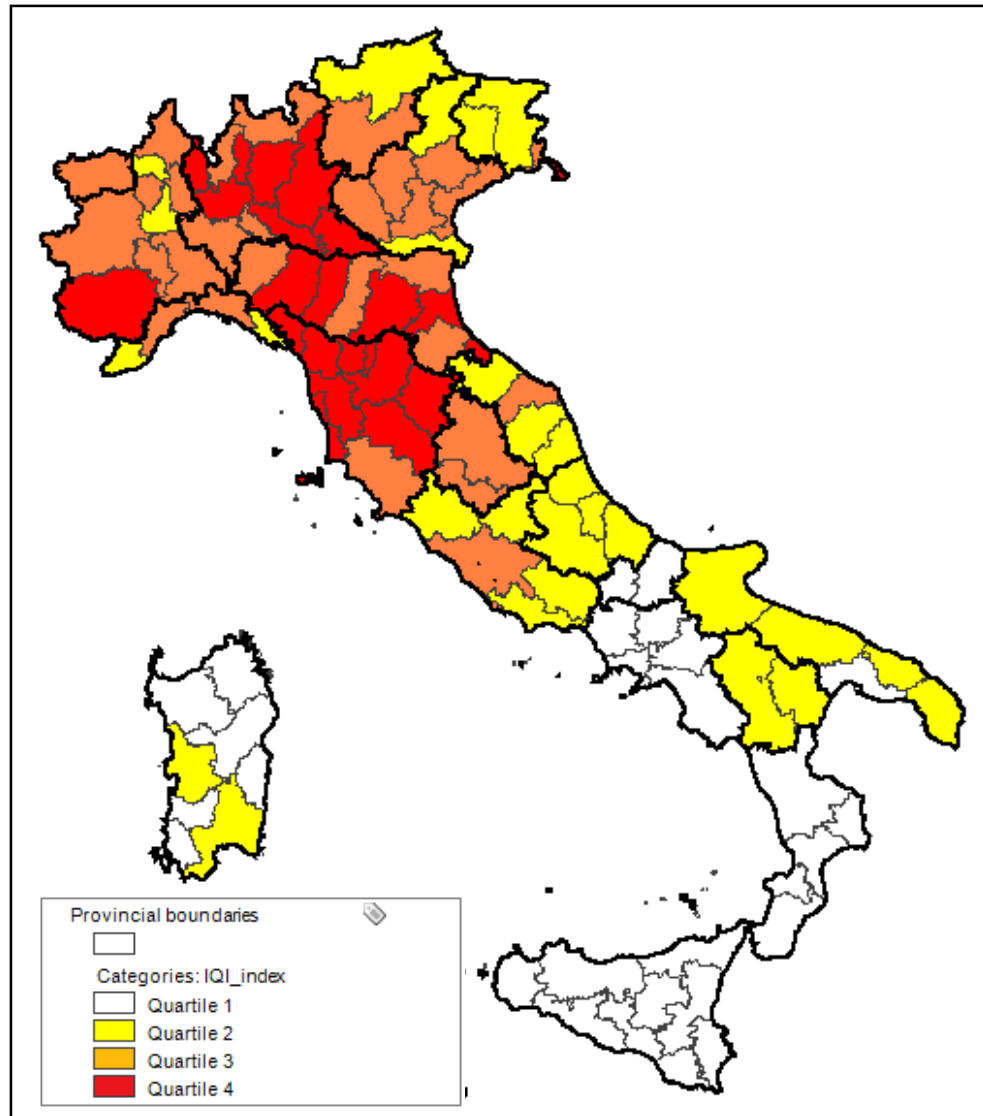 Provincial boundaries
Categories: IQI_index
Quartile 1
Quartile 2
Quartile 3
Quartile 4